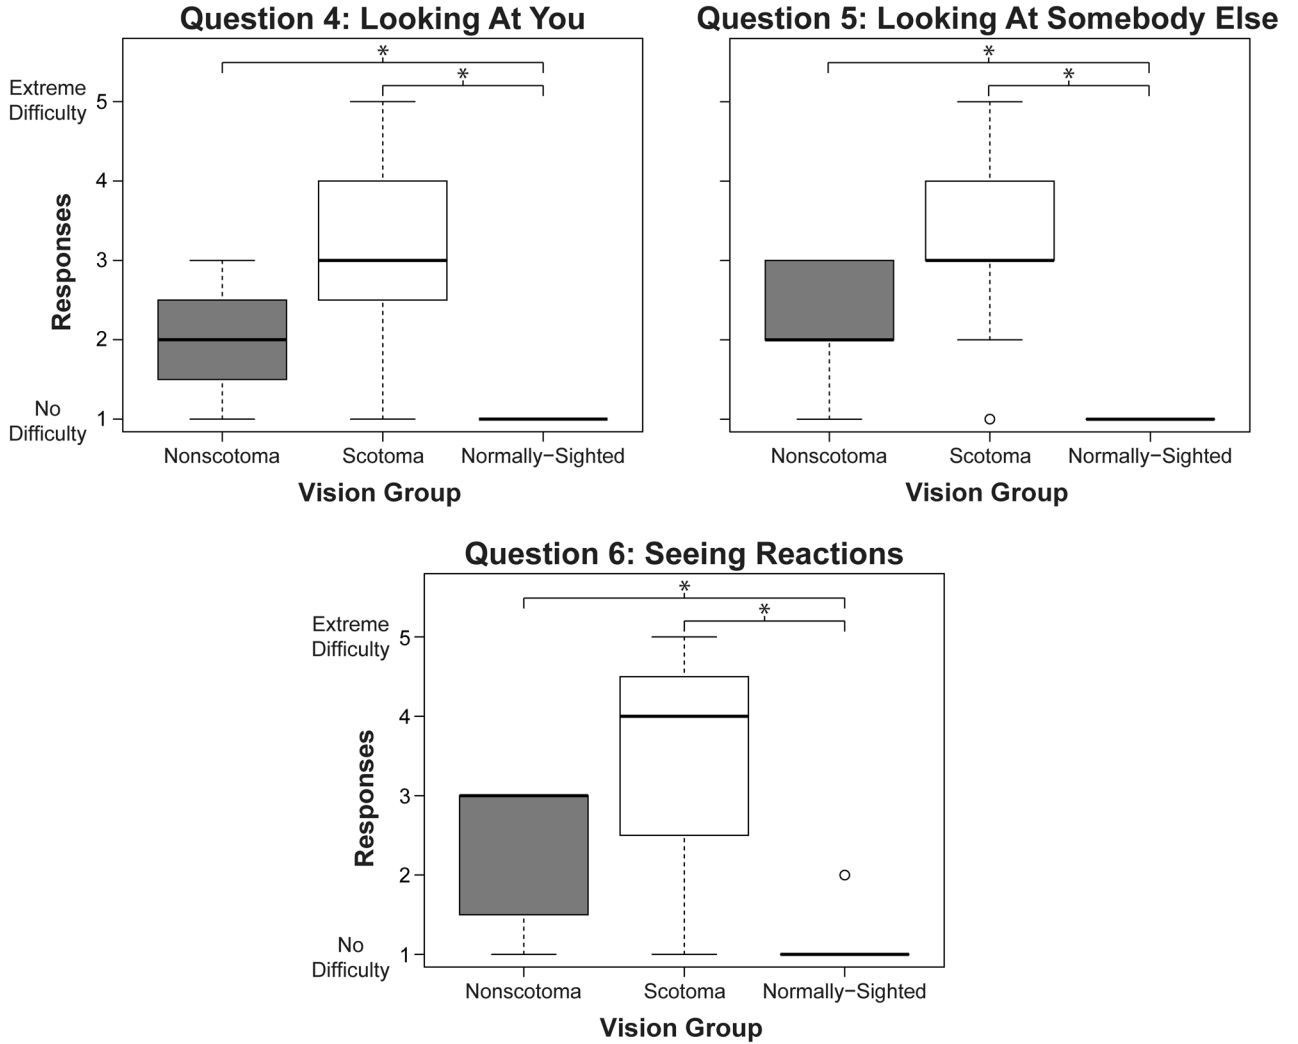 Question 4: Looking At You
*
*
Extreme
Difficulty
5
4
3
2
1
No
Difficulty
Responses
Nonscotoma Scotoma Normally−Sighted
Vision Group
Question 5: Looking At Somebody Else
*
*
Nonscotoma Scotoma Normally−Sighted
Vision Group
Question 6: Seeing Reactions
*
*
Extreme
Difficulty
5
4
3
2
1
No
Difficulty
Responses
Nonscotoma Scotoma Normally−Sighted
Vision Group